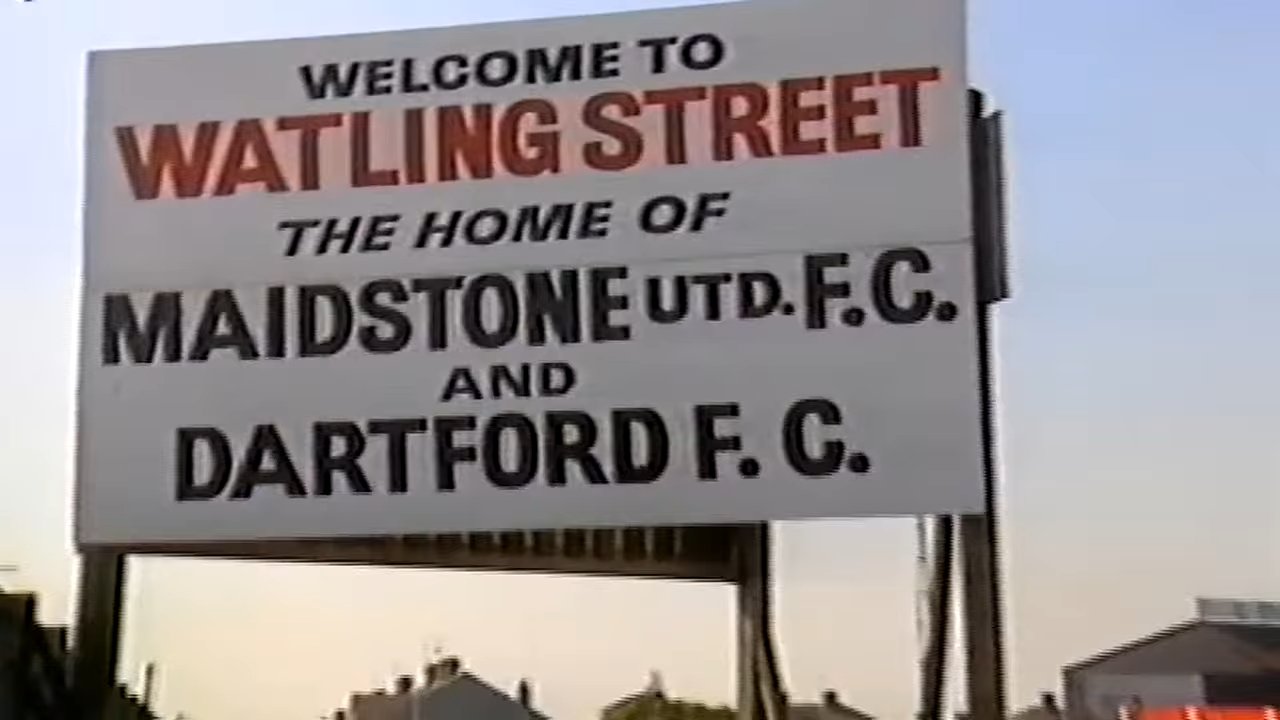 WELCOME TO
WATLING STREET
THE HOME OF
MAIDSTONE UTD. F.C.
AND
DARTFORD F. C.